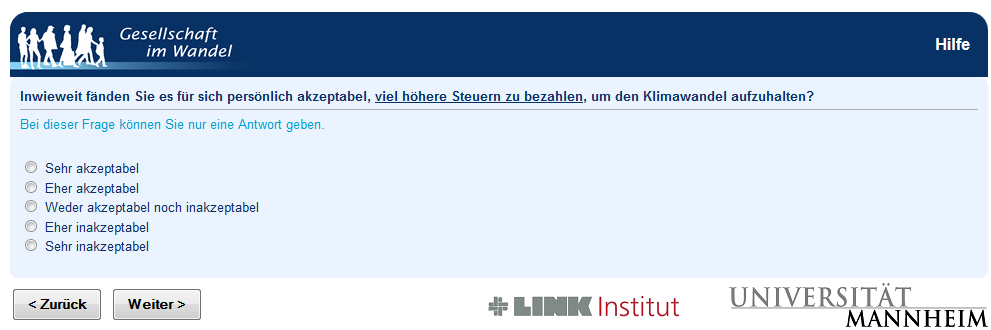 Gesellschaft
im Wandel
Hilfe
Inwieweit fänden Sie es für sich persönlich akzeptabel, viel höhere Steuern zu bezahlen, um den Klimawandel aufzuhalten?
Bei dieser Frage können Sie nur eine Antwort geben.
Sehr akzeptabel
Eher akzeptabel
Weder akzeptabel noch inakzeptabel
Eher inakzeptabel
Sehr inakzeptabel
< Zurück
Weiter >
LINK Institut
UNIVERSITÄT
MANNHEIM